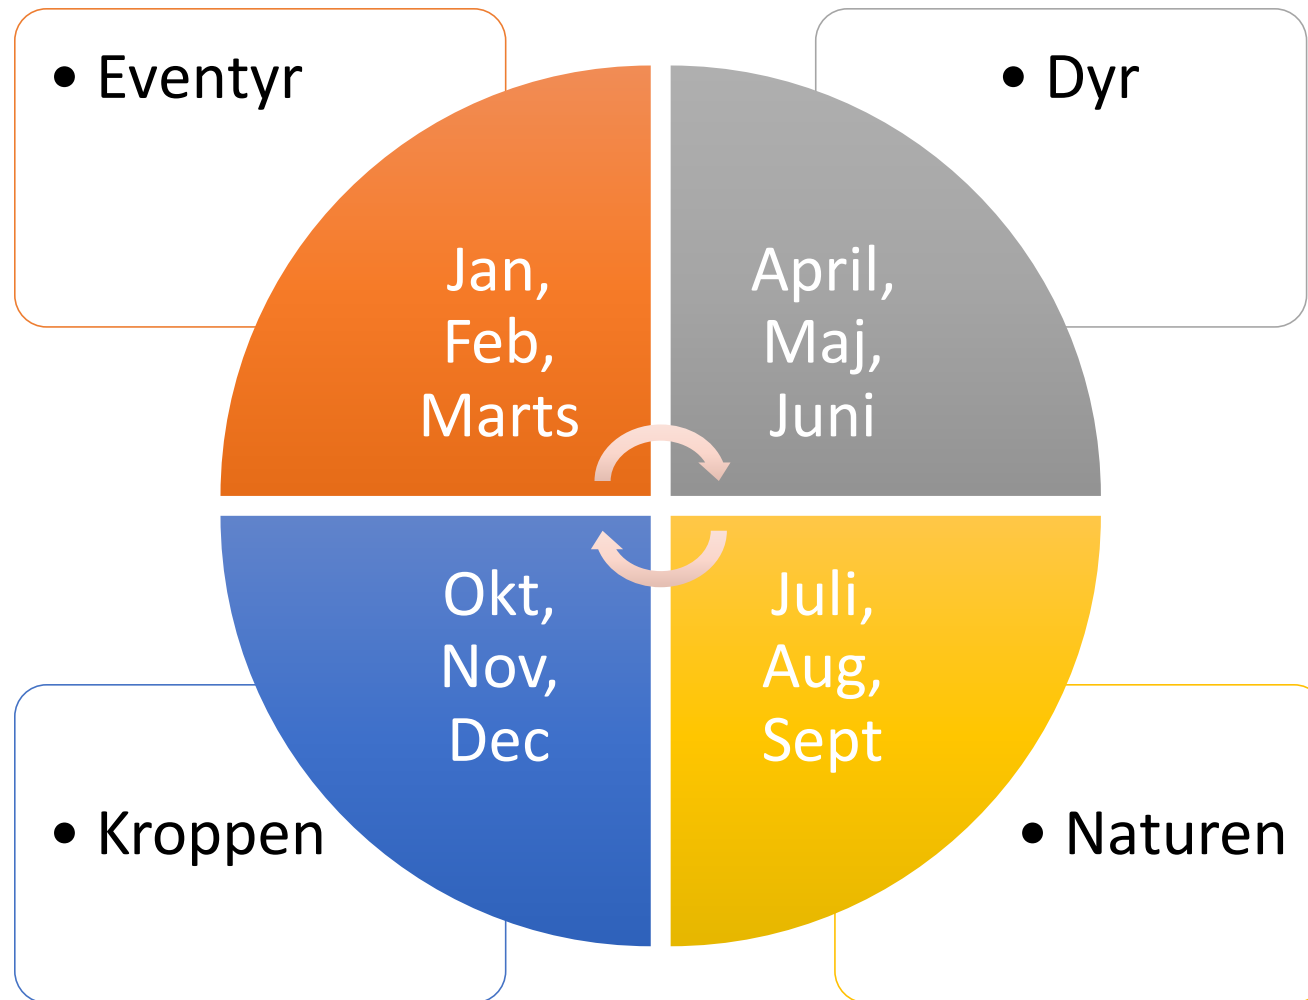 • Eventyr
• Dyr
Jan,
Feb,
Marts
April,
Maj,
Juni
Okt,
Nov,
Dec
Juli,
Aug,
Sept
• Kroppen
• Naturen